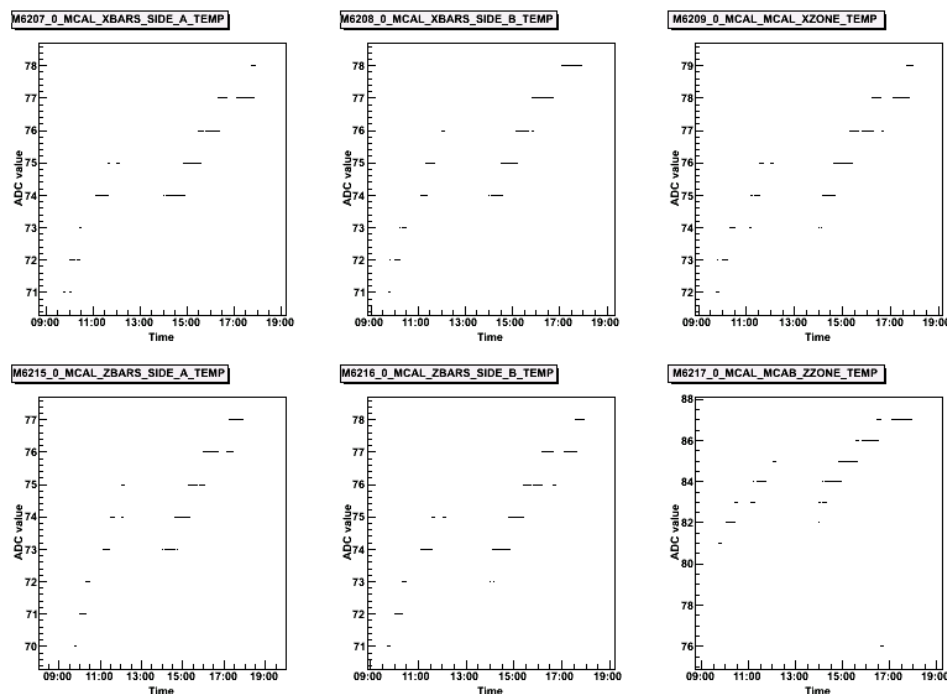 M6207_0_MCAL_XBARS_SIDE_A_TEMP
ADC value
78
77
76
75
74
73
72
71
09:00 11:00 13:00 15:00 17:00 19:00
Time
M6208_0_MCAL_XBARS_SIDE_B_TEMP
ADC value
78
77
76
75
74
73
72
71
09:00 11:00 13:00 15:00 17:00 19:00
Time
M6209_0_MCAL_MCAL_XZONE_TEMP
ADC value
79
78
77
76
75
74
73
72
09:00 11:00 13:00 15:00 17:00 19:00
Time
M6215_0_MCAL_ZBARS_SIDE_A_TEMP
ADC value
77
76
75
74
73
72
71
70
09:00 11:00 13:00 15:00 17:00 19:00
Time
M6216_0_MCAL_ZBARS_SIDE_B_TEMP
ADC value
78
77
76
75
74
73
72
71
09:00 11:00 13:00 15:00 17:00 19:00
Time
M6217_0_MCAL_MCAB_ZZONE_TEMP
ADC value
88
86
84
82
80
78
76
09:00 11:00 13:00 15:00 17:00 19:00
Time